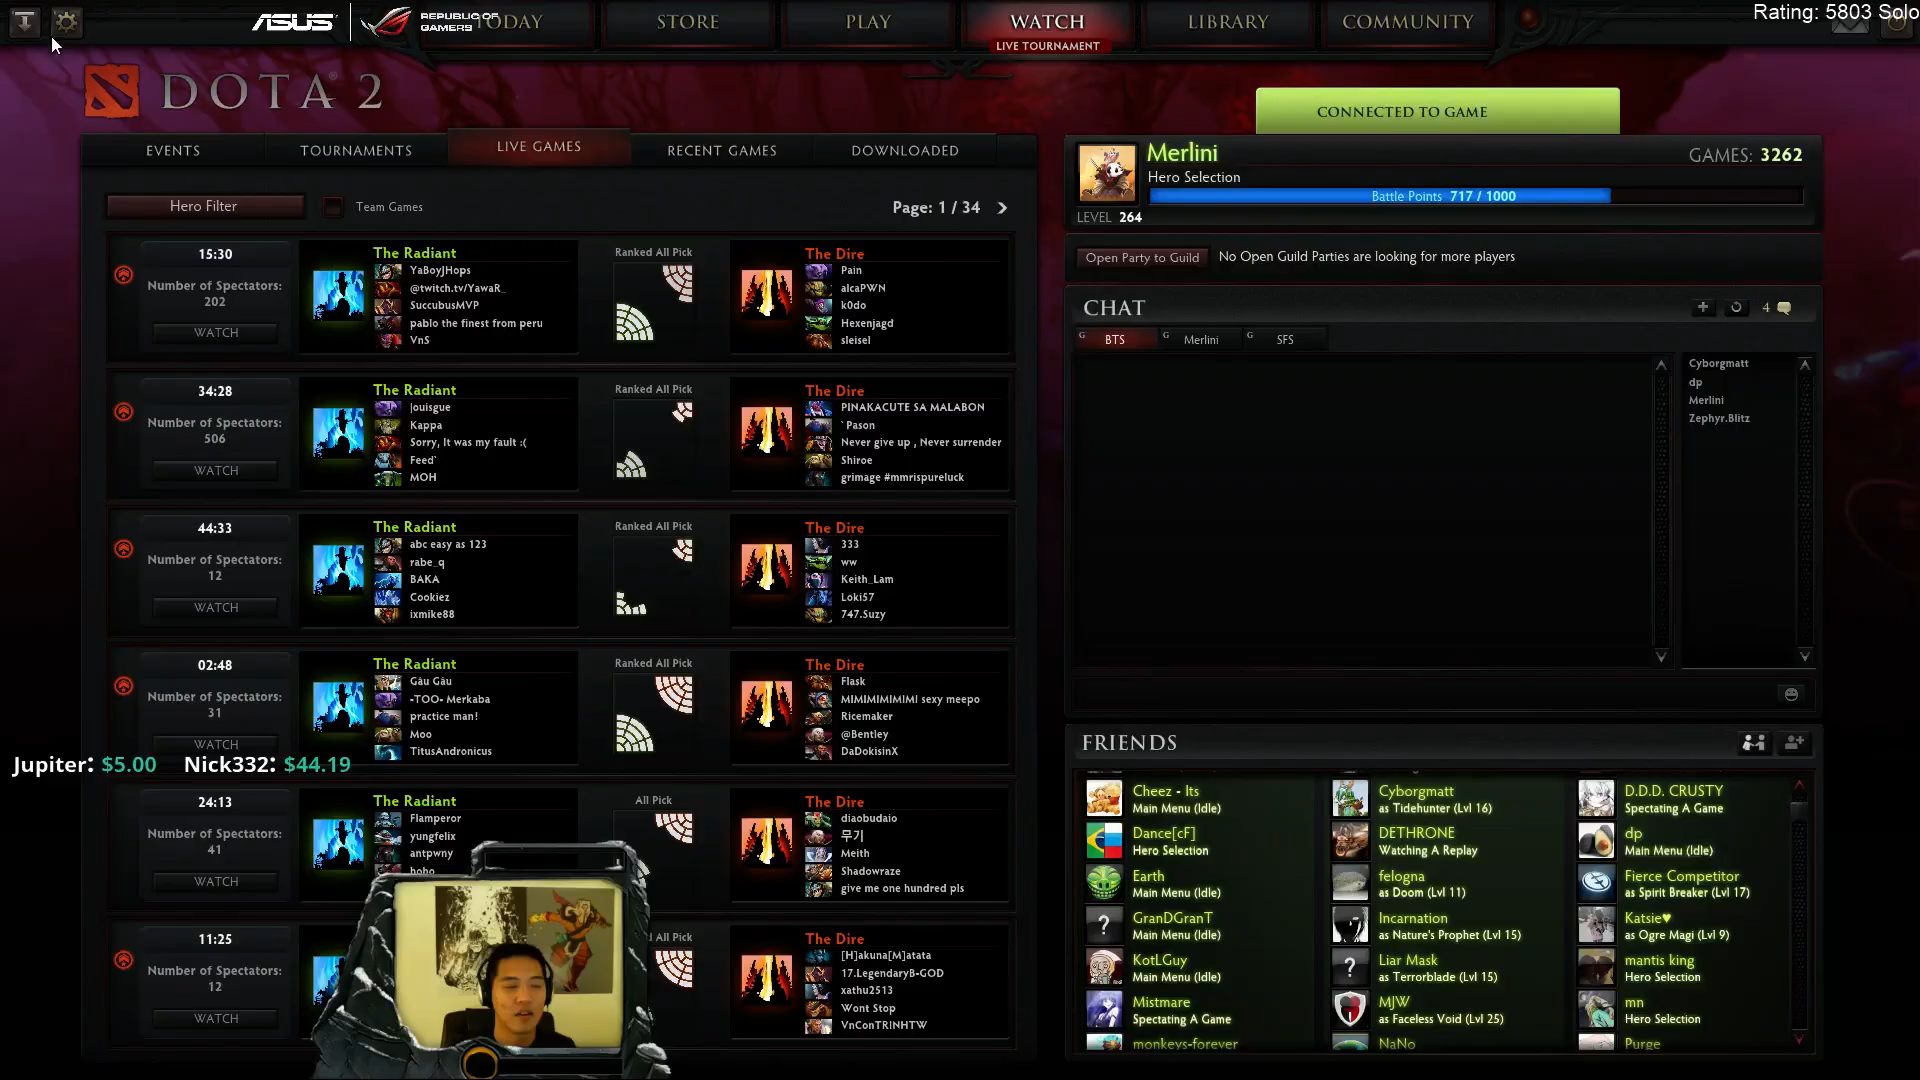 ASUS REPUBLIC OF GAMERS
TODAY STORE PLAY WATCH LIBRARY COMMUNITY
LIVE TOURNAMENT
Rating: 5803 Solo
DOTA 2
CONNECTED TO GAME
EVENTS TOURNAMENTS LIVE GAMES RECENT GAMES DOWNLOADED
Hero Filter Team Games Page: 1 / 34
15:30
Number of Spectators:
202
WATCH
The Radiant
YaBoyJHops
@twitch.tv/YawaR_
SuccubusMVP
pablo the finest from peru
VnS
Ranked All Pick
The Dire
Pain
alcaPWN
k0do
Hexenjagd
sleisel
34:28
Number of Spectators:
506
WATCH
The Radiant
Kappa
Sorry, It was my fault :(
Feed`
MOH
Ranked All Pick
The Dire
PINAKACUTE SA MALABON
`Pason
Never give up , Never surrender
Shiroe
grimage #mmrispureluck
44:33
Number of Spectators:
12
WATCH
The Radiant
abc easy as 123
rabe_q
BAKA
Cookiez
ixmike88
Ranked All Pick
The Dire
333
ww
Keith_Lam
Loki57
747.Suzy
02:48
Number of Spectators:
31
WATCH
The Radiant
Gâu Gâu
-TOO- Merkaba
practice man!
Moo
TitusAndronicus
Ranked All Pick
The Dire
Flask
MIMIMIMIMIMI sexy meepo
Ricemaker
@Bentley
DaDokisinX
Jupiter: $5.00 Nick332: $44.19
24:13
Number of Spectators:
41
WATCH
The Radiant
Flamperor
yungfelix
antpwny
hoho
All Pick
The Dire
diaobudaio
무기
Meith
Shadowraze
give me one hundred pls
11:25
Number of Spectators:
12
WATCH
All Pick
The Dire
[H]akuna[M]atata
17.LegendaryB-GOD
xathu2513
Wont Stop
VnConTRINHTW
Merlini
GAMES: 3262
Hero Selection
Battle Points 717 / 1000
LEVEL 264
Open Party to Guild No Open Guild Parties are looking for more players
CHAT
4
G BTS G Merlini G SFS
Cyborgmatt
dp
Merlini
Zephyr.Blitz
FRIENDS
Cheez - Its
Main Menu (Idle)
Cyborgmatt
as Tidehunter (Lvl 16)
D.D.D. CRUSTY
Spectating A Game
Dance[cF]
Hero Selection
DETHRONE
Watching A Replay
dp
Main Menu (Idle)
Earth
Main Menu (Idle)
felogna
as Doom (Lvl 11)
Fierce Competitor
as Spirit Breaker (Lvl 17)
GranDGranT
Main Menu (Idle)
Incarnation
as Nature's Prophet (Lvl 15)
Katsie♥
as Ogre Magi (Lvl 9)
KotLGuy
Main Menu (Idle)
Liar Mask
as Terrorblade (Lvl 15)
mantis king
Hero Selection
Mistmare
Spectating A Game
MJW
as Faceless Void (Lvl 25)
mn
Hero Selection
monkeys-forever
NaNo
Purge